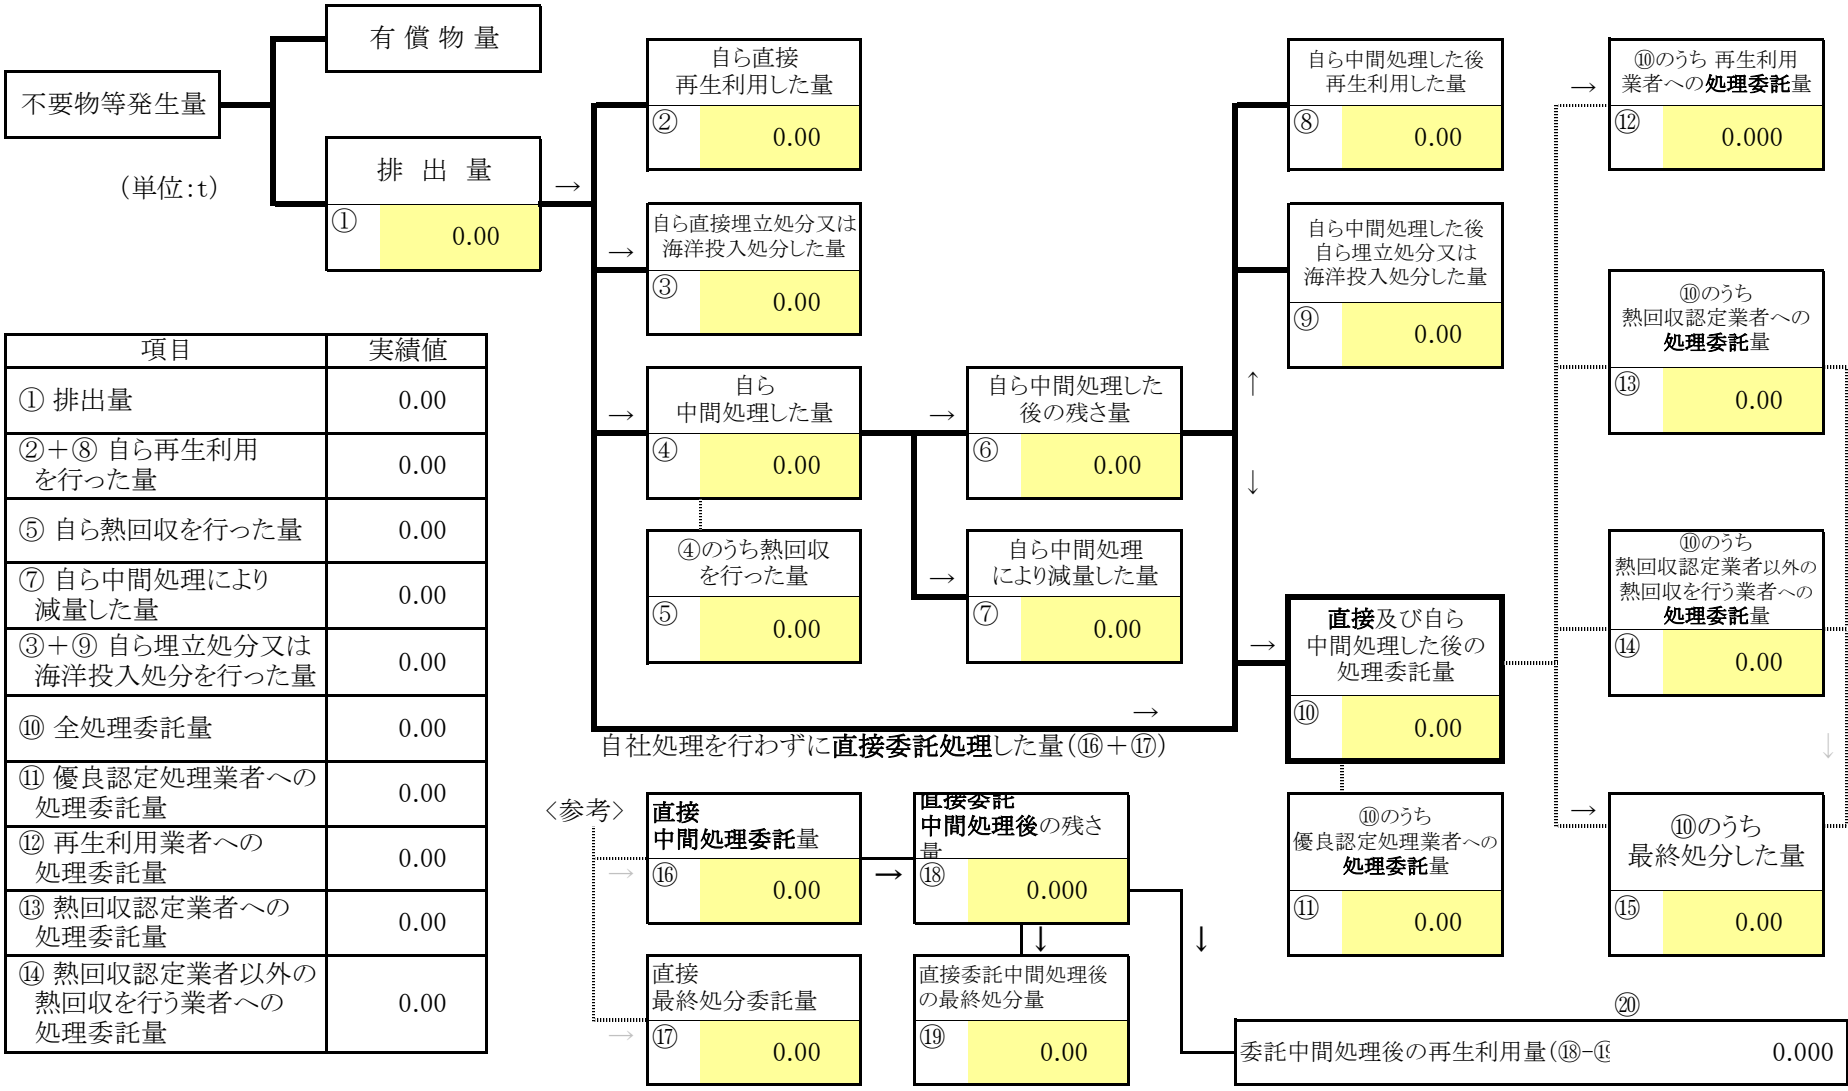 有 償 物 量
不要物等発生量
排 出 量
→
①
0.00
（単位:t）
自ら直接
再生利用した量
②
0.00
→
自ら直接埋立処分又は
海洋投入処分した量
③
0.00
→
自ら
中間処理した量
④
0.00
④のうち熱回収
を行った量
⑤
0.00
→
自ら中間処理した
後の残さ量
⑥
0.00
→
自ら中間処理
により減量した量
⑦
0.00
自ら中間処理した後
再生利用した量
⑧
0.00
自ら中間処理した後
自ら埋立処分又は
海洋投入処分した量
⑨
0.00
↑
↓
→
直接及び自ら
中間処理した後の
処理委託量
⑩
0.00
→
自社処理を行わずに直接委託処理した量（⑯＋⑰）
⑩のうち
優良認定処理業者への
処理委託量
⑪
0.00
→
⑩のうち 再生利用
業者への処理委託量
⑫
0.000
⑩のうち
熱回収認定業者への
処理委託量
⑬
0.00
⑩のうち
熱回収認定業者以外の
熱回収を行う業者への
処理委託量
⑭
0.00
↓
→
⑩のうち
最終処分した量
⑮
0.00
項目
実績値
① 排出量
0.00
②＋⑧ 自ら再生利用
を行った量
0.00
⑤ 自ら熱回収を行った量
0.00
⑦ 自ら中間処理により
減量した量
0.00
③＋⑨ 自ら埋立処分又は
海洋投入処分を行った量
0.00
⑩ 全処理委託量
0.00
⑪ 優良認定処理業者への
処理委託量
0.00
⑫ 再生利用業者への
処理委託量
0.00
⑬ 熱回収認定業者への
処理委託量
0.00
⑭ 熱回収認定業者以外の
熱回収を行う業者への
処理委託量
0.00
〈参考〉
→
直接
中間処理委託量
⑯
0.00
→
直接委託
中間処理後の残さ
量
⑱
0.000
↓
↓
→
直接
最終処分委託量
⑰
0.00
直接委託中間処理後
の最終処分量
⑲
0.00
⑳
委託中間処理後の再生利用量（⑱-⑲
0.000